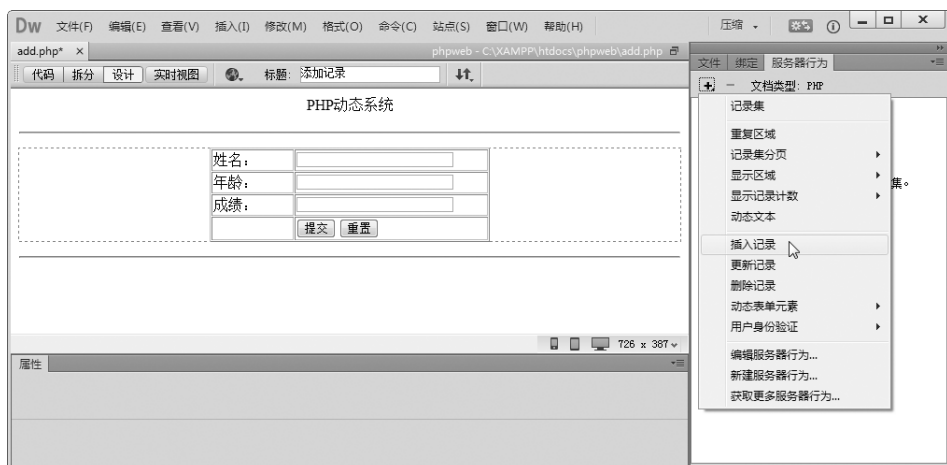 Dw 文件(F) 编辑(E) 查看(V) 插入(I) 修改(M) 格式(O) 命令(C) 站点(S) 窗口(W) 帮助(H) 压缩
add.php* × phpweb - C:\XAMPP\htdocs\phpweb\add.php
代码 拆分 设计 实时视图 标题: 添加记录
PHP动态系统
姓名：
年龄：
成绩：
提交 重置
726 x 387
属性
文件 绑定 服务器行为
文档类型: PHP
记录集
重复区域
记录集分页
显示区域
显示记录计数
动态文本
插入记录
更新记录
删除记录
动态表单元素
用户身份验证
编辑服务器行为...
新建服务器行为...
获取更多服务器行为...
集。